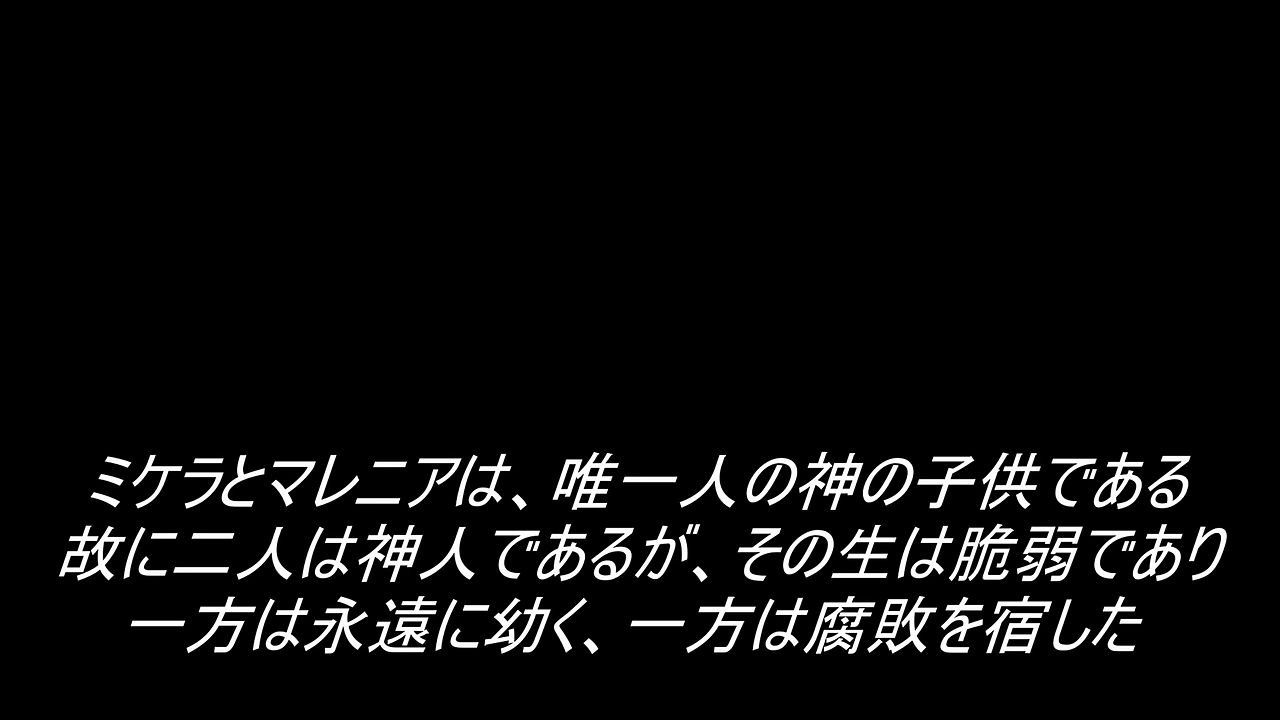 ミケラとマレニアは、唯一人の神の子供である
故に二人は神人であるが、その生は脆弱であり
一方は永遠に幼く、一方は腐敗を宿した